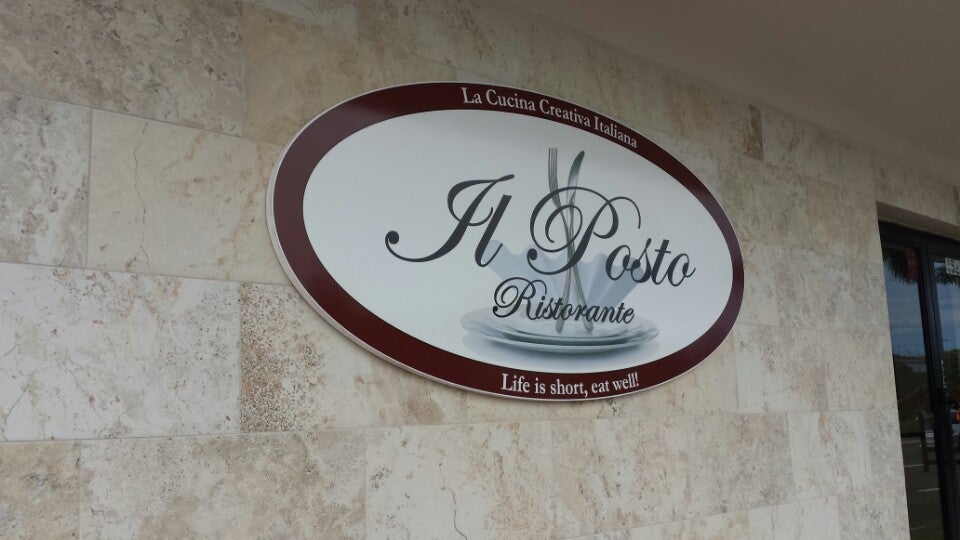 La Cucina Creativa Italiana
Il Posto
Ristorante
Life is short, eat well!